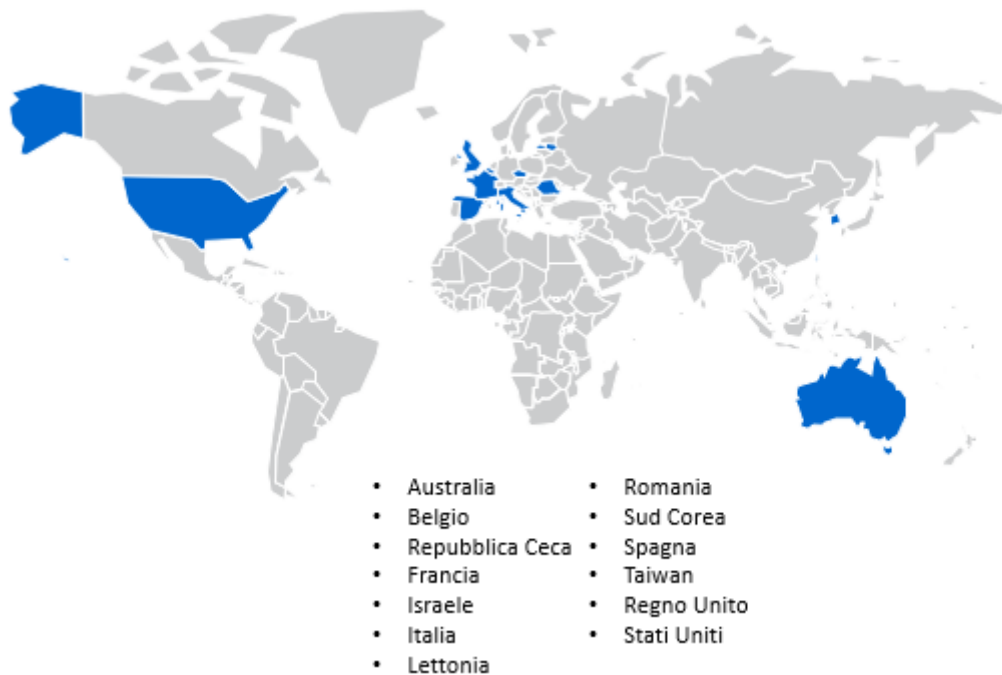 • Australia
• Belgio
• Repubblica Ceca
• Francia
• Israele
• Italia
• Lettonia
• Romania
• Sud Corea
• Spagna
• Taiwan
• Regno Unito
• Stati Uniti